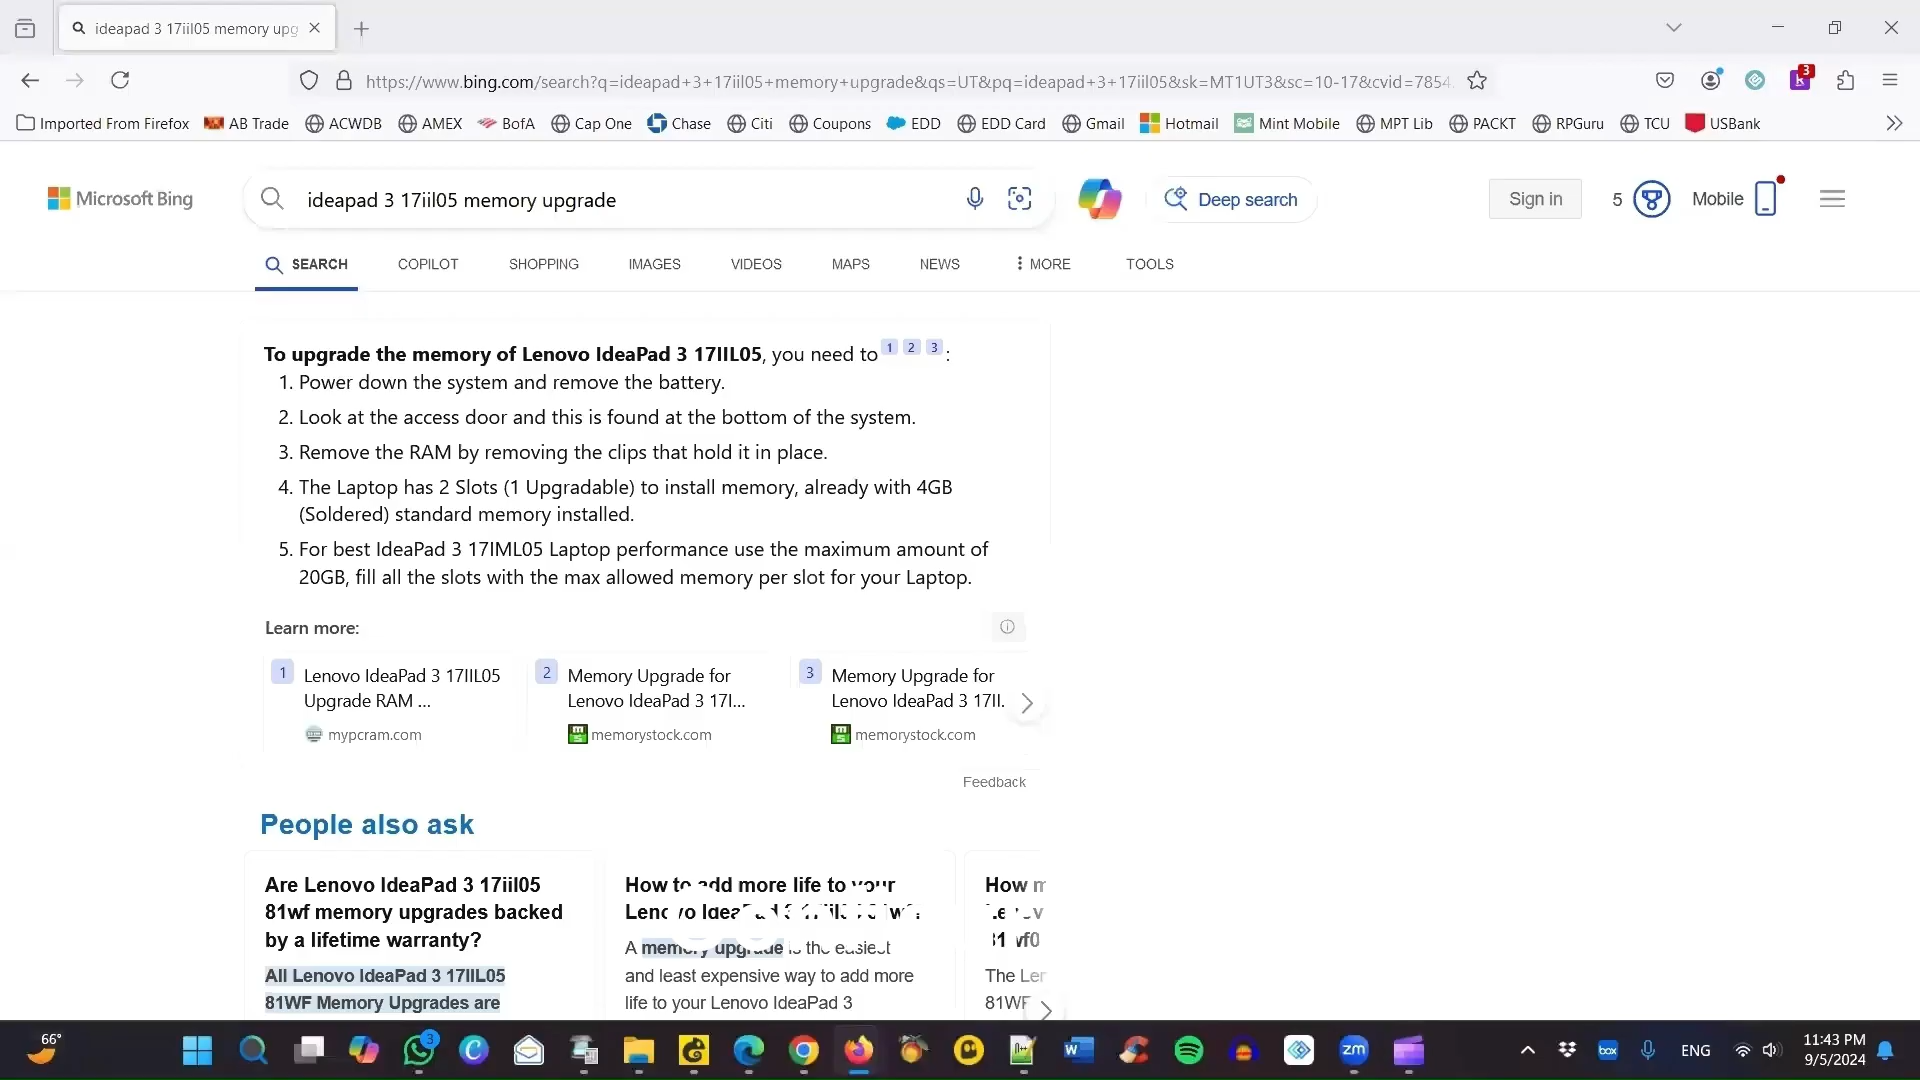 ideapad 3 17iil05 memory upg
https://www.bing.com/search?q=ideapad+3+17iil05+memory+upgrade&qs=UT&pq=ideapad+3+17iil05&sk=MT1UT3&sc=10-17&cvid=7854
3
Imported From Firefox AB Trade ACWDB AMEX BofA Cap One Chase Citi Coupons EDD EDD Card Gmail Hotmail Mint Mobile MPT Lib PACKT RPGuru TCU USBank
Microsoft Bing
ideapad 3 17iil05 memory upgrade
Deep search
Sign in
5
Mobile
SEARCH COPILOT SHOPPING IMAGES VIDEOS MAPS NEWS MORE TOOLS
To upgrade the memory of Lenovo IdeaPad 3 17IIL05, you need to 1 2 3 :
1. Power down the system and remove the battery.
2. Look at the access door and this is found at the bottom of the system.
3. Remove the RAM by removing the clips that hold it in place.
4. The Laptop has 2 Slots (1 Upgradable) to install memory, already with 4GB
(Soldered) standard memory installed.
5. For best IdeaPad 3 17IML05 Laptop performance use the maximum amount of
20GB, fill all the slots with the max allowed memory per slot for your Laptop.
Learn more:
1 Lenovo IdeaPad 3 17IIL05
Upgrade RAM ...
mypcram.com
2 Memory Upgrade for
Lenovo IdeaPad 3 17I...
memorystock.com
3 Memory Upgrade for
Lenovo IdeaPad 3 17II.
memorystock.com
Feedback
People also ask
Are Lenovo IdeaPad 3 17iil05
81wf memory upgrades backed
by a lifetime warranty?
All Lenovo IdeaPad 3 17IIL05
81WF Memory Upgrades are
How to add more life to your
Lenovo IdeaPad 3
A memory upgrade is the easiest
and least expensive way to add more
life to your Lenovo IdeaPad 3
How
The Len
81WF
66°
3
zm
box
ENG
11:43 PM
9/5/2024